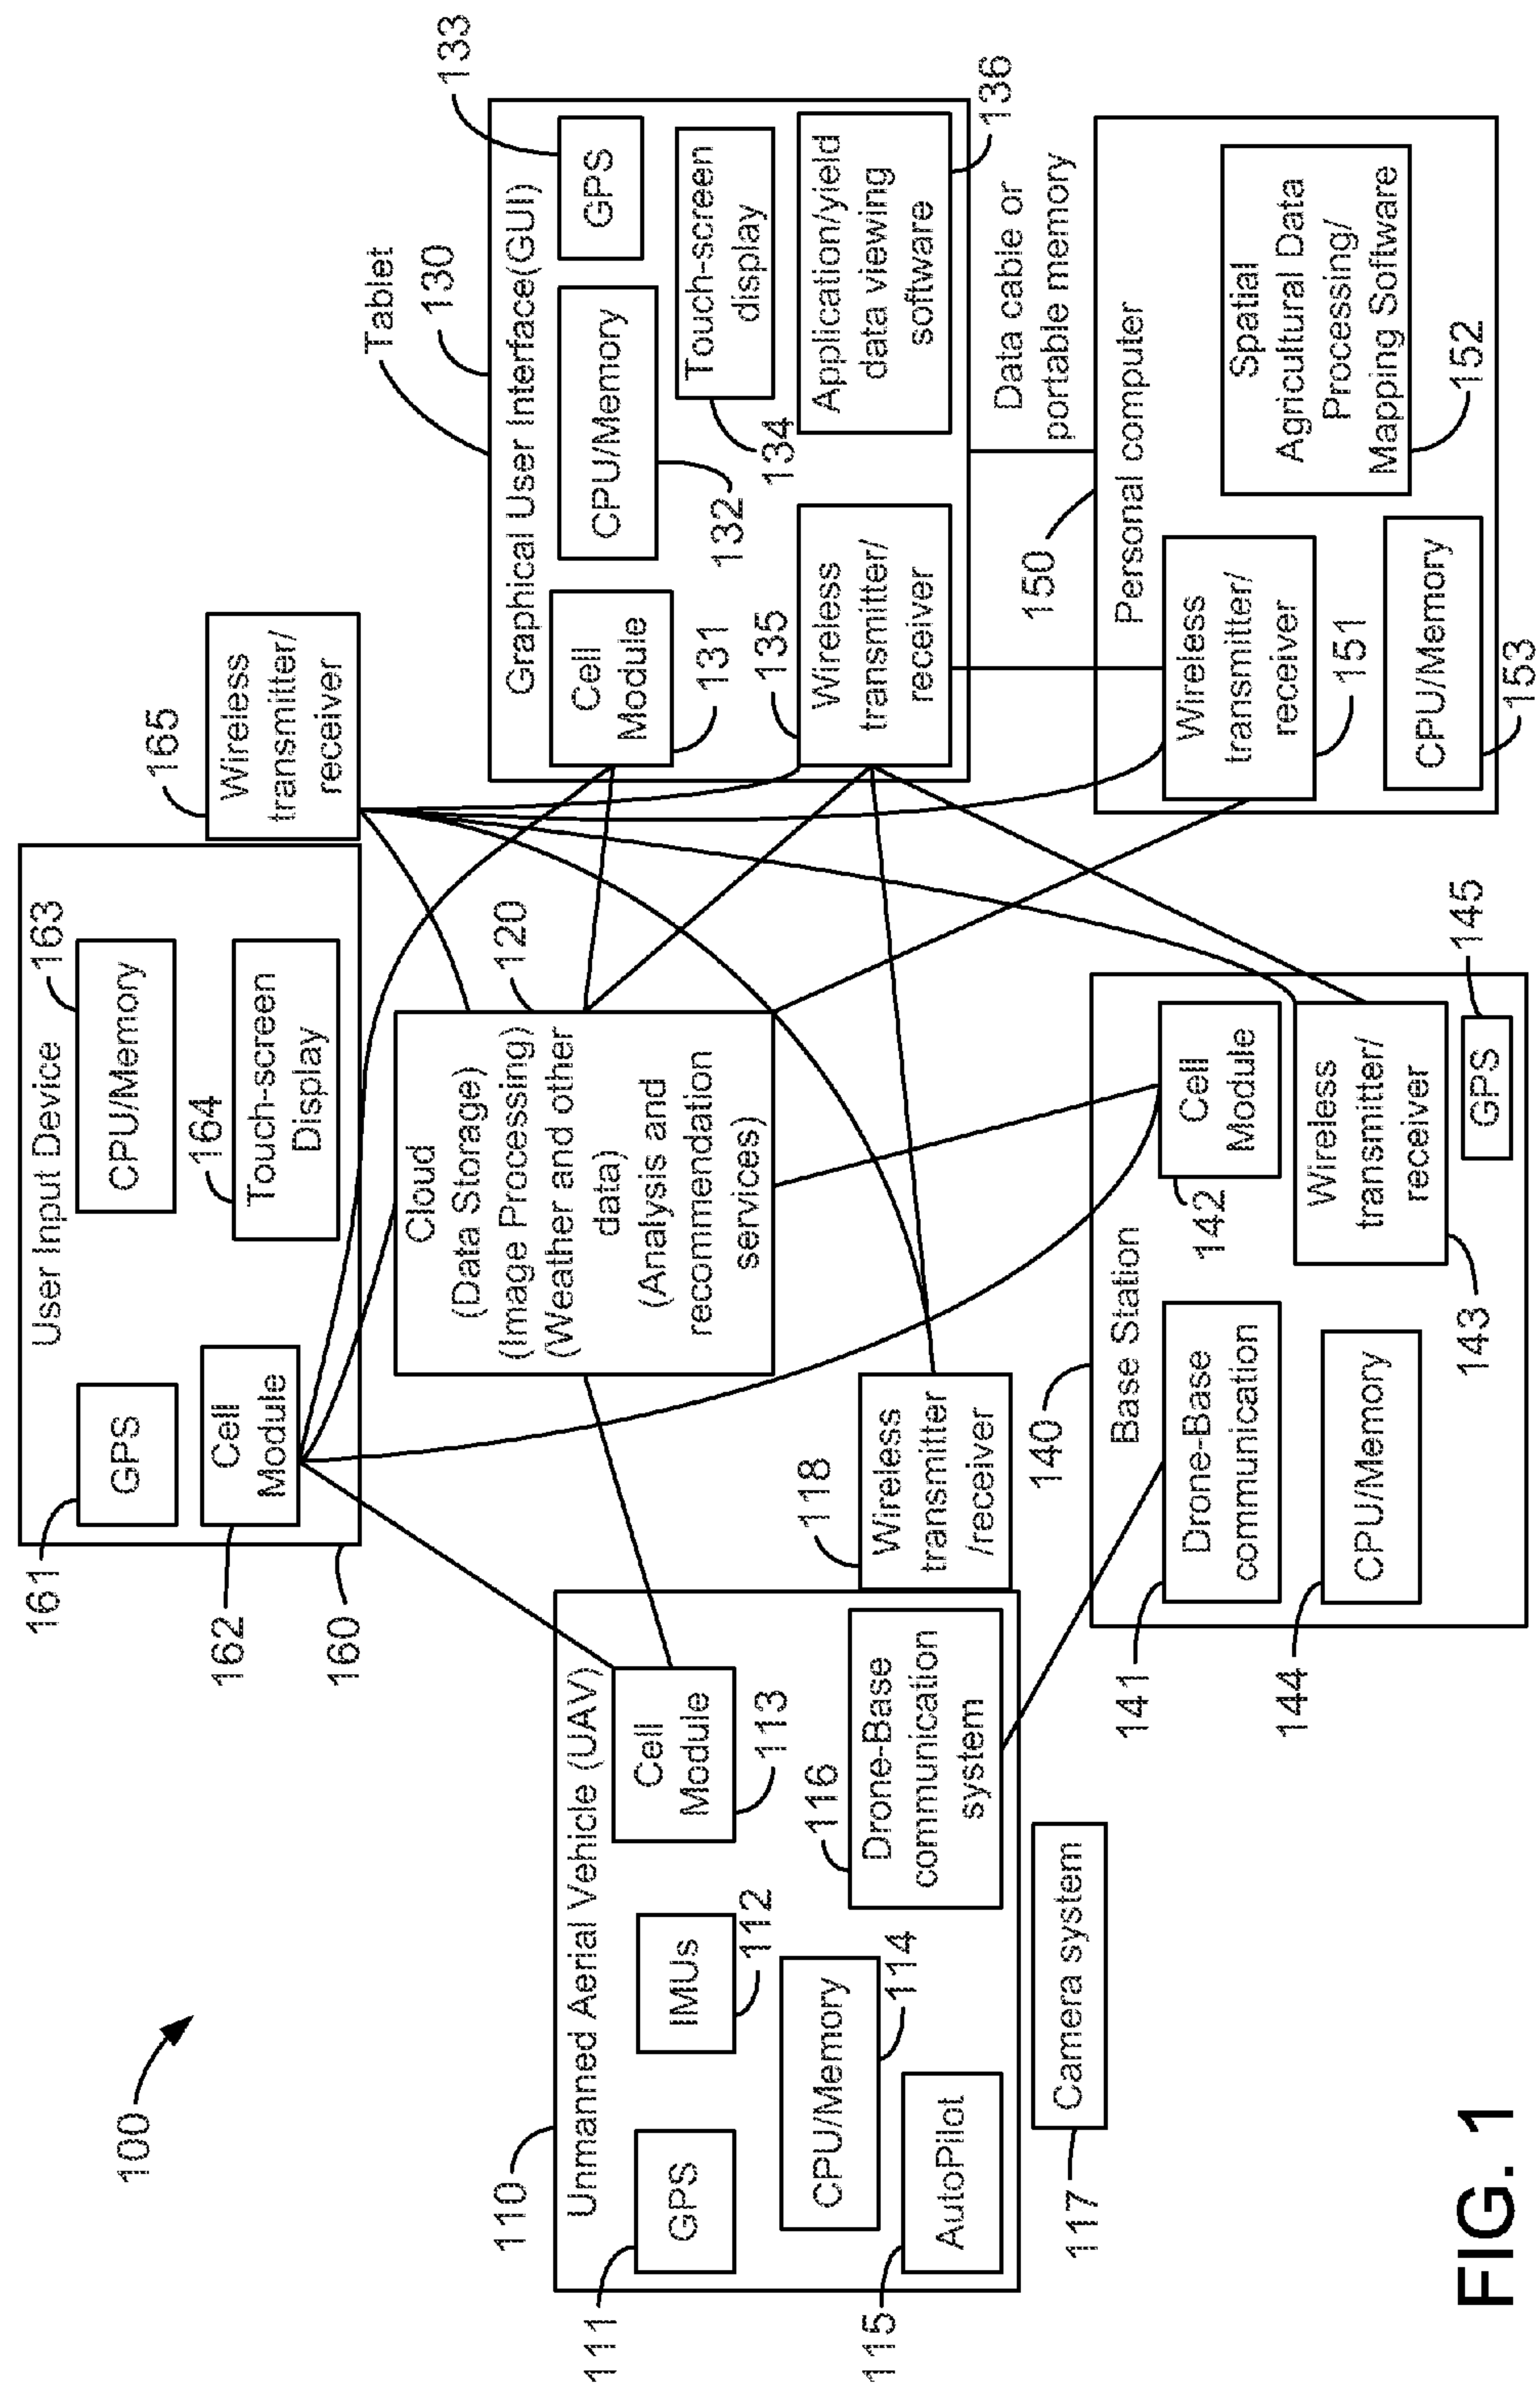 100
161
GPS
User Input Device
CPU/Memory
163
162
Cell
Module
164
Touch-screen
Display
160
165
Wireless
transmitter/
receiver
Tablet
130
133
Graphical User Interface(GUI)
Cell
Module
131
CPU/Memory
132
GPS
Touch-screen
display
134
135
Wireless
transmitter/
receiver
Application/yield
data viewing
software
136
120
Cloud
(Data Storage)
(Image Processing)
(Weather and other
data)
(Analysis and
recommendation
services)
110
Unmanned Aerial Vehicle (UAV)
111
GPS
IMUs
112
Cell
Module
113
CPU/Memory
114
116
Drone-Base
communication
system
115
AutoPilot
118
Wireless
transmitter
/receiver
117
Camera system
140
Base Station
141
Drone-Base
communication
142
Cell
Module
144
CPU/Memory
143
Wireless
transmitter/
receiver
145
GPS
Data cable or
portable memory
150
Personal computer
Wireless
transmitter/
receiver
151
Spatial
Agricultural Data
Processing/
Mapping Software
152
CPU/Memory
153
FIG. 1